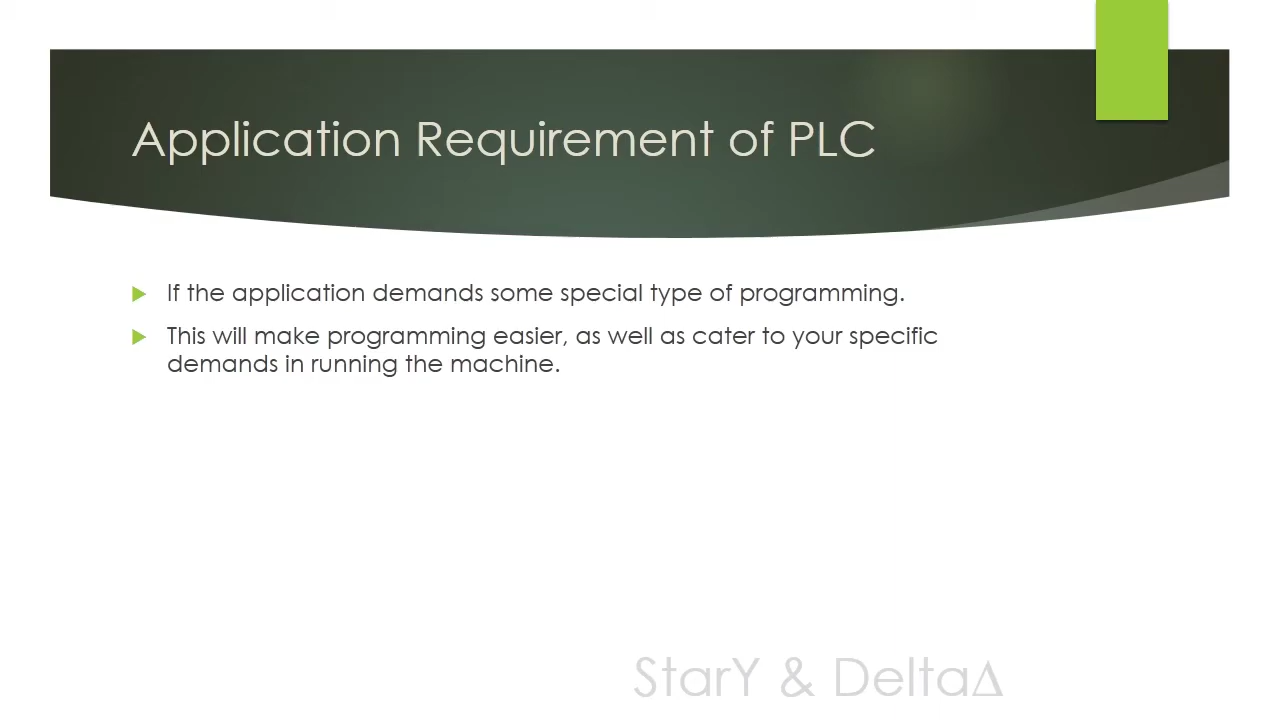 Application Requirement of PLC
If the application demands some special type of programming.
This will make programming easier, as well as cater to your specific
demands in running the machine.
StarY & DeltaΔ